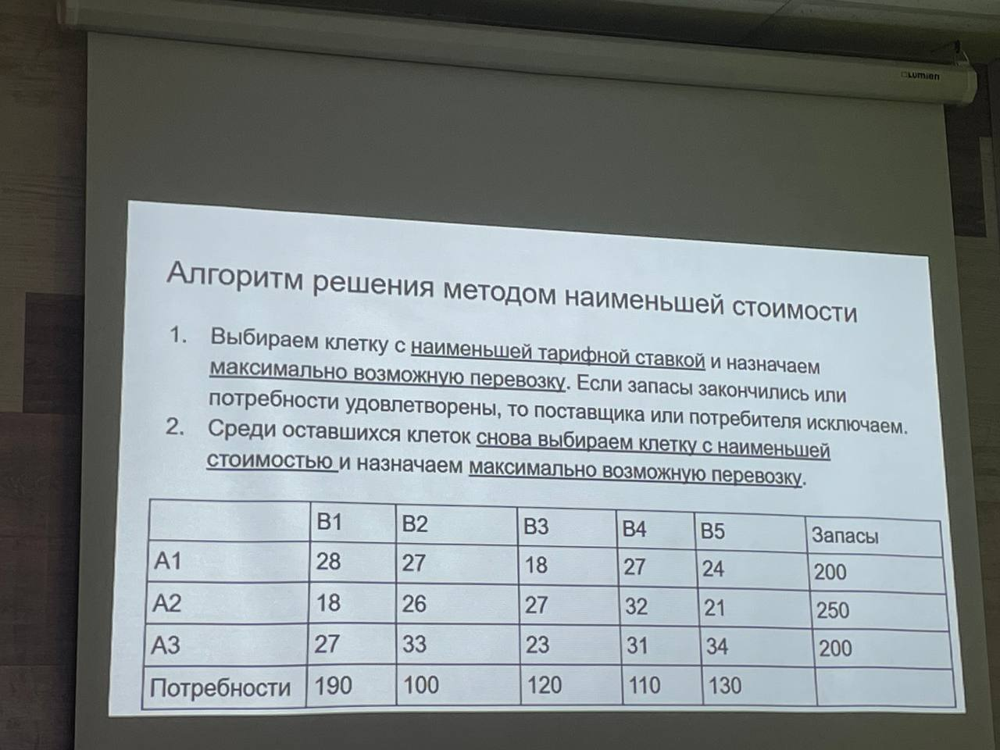 Lumien
Алгоритм решения методом наименьшей стоимости
1. Выбираем клетку с наименьшей тарифной ставкой и назначаем
максимально возможную перевозку. Если запасы закончились или
потребности удовлетворены, то поставщика или потребителя исключаем.
2. Среди оставшихся клеток снова выбираем клетку с наименьшей
стоимостью и назначаем максимально возможную перевозку.
B1 B2 B3 B4 B5 Запасы
A1 28 27 18 27 24 200
A2 18 26 27 32 21 250
A3 27 33 23 31 34 200
Потребности 190 100 120 110 130